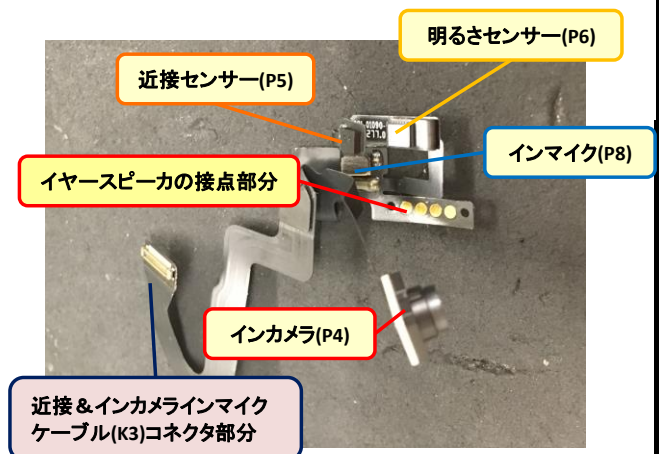 明るさセンサー(P6)
近接センサー(P5)
インマイク(P8)
イヤースピーカの接点部分
インカメラ(P4)
近接&インカメラインマイク
ケーブル(K3)コネクタ部分